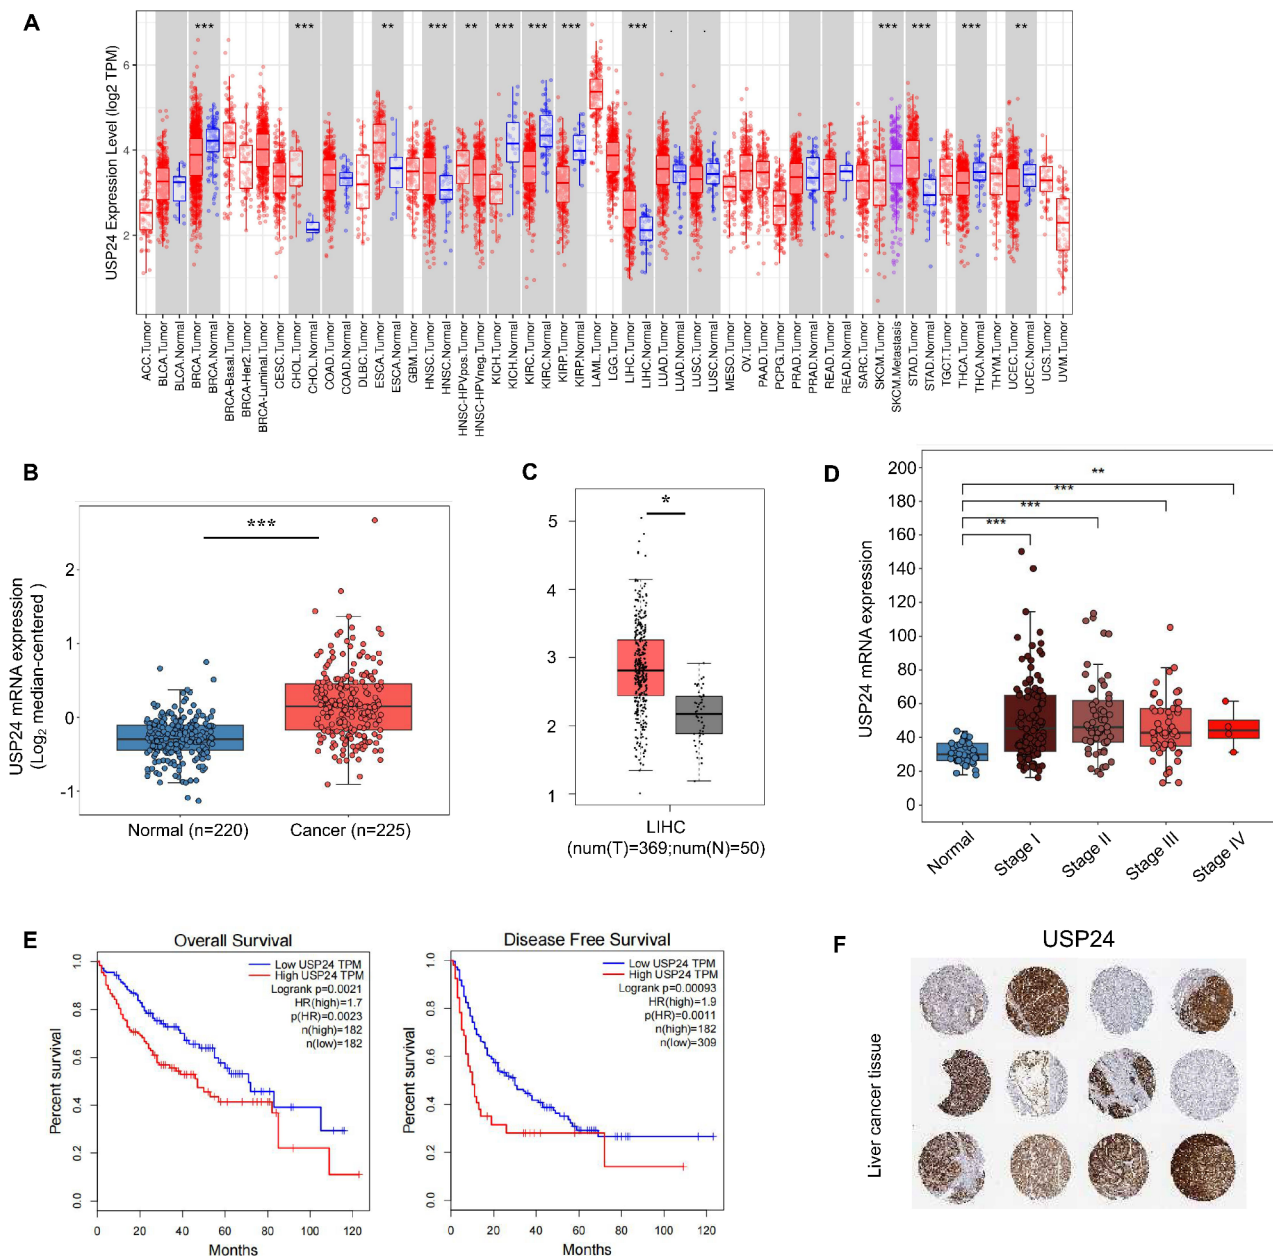 A
*** *** ** *** ** *** *** *** *** . . *** *** *** **
USP24 Expression Level (log2 TPM)
6
4
2
ACC.Tumor
BLCA.Tumor
BLCA.Normal
BRCA.Tumor
BRCA.Normal
BRCA-Basal.Tumor
BRCA-Her2.Tumor
BRCA-Luminal.Tumor
CESC.Tumor
CHOL.Tumor
CHOL.Normal
COAD.Tumor
COAD.Normal
DLBC.Tumor
ESCA.Tumor
ESCA.Normal
GBM.Tumor
HNSC.Tumor
HNSC.Normal
HNSC-HPVpos.Tumor
HNSC-HPVneg.Tumor
KICH.Tumor
KICH.Normal
KIRC.Tumor
KIRC.Normal
KIRP.Tumor
KIRP.Normal
LAML.Tumor
LGG.Tumor
LIHC.Tumor
LIHC.Normal
LUAD.Tumor
LUAD.Normal
LUSC.Tumor
LUSC.Normal
MESO.Tumor
OV.Tumor
PAAD.Tumor
PCPG.Tumor
PRAD.Tumor
PRAD.Normal
READ.Tumor
READ.Normal
SARC.Tumor
SKCM.Tumor
SKCM.Metastasis
STAD.Tumor
STAD.Normal
TGCT.Tumor
THCA.Tumor
THCA.Normal
THYM.Tumor
UCEC.Tumor
UCEC.Normal
UCS.Tumor
UVM.Tumor
B
***
USP24 mRNA expression
(Log2 median-centered )
2
1
0
-1
Normal (n=220) Cancer (n=225)
C
*
5
4
3
2
1
LIHC
(num(T)=369;num(N)=50)
D
**
***
***
***
USP24 mRNA expression
200
180
160
140
120
100
80
60
40
20
0
Normal
Stage I
Stage II
Stage III
Stage IV
E
Overall Survival
Low USP24 TPM
High USP24 TPM
Logrank p=0.0021
HR(high)=1.7
p(HR)=0.0023
n(high)=182
n(low)=182
Percent survival
1.0
0.8
0.6
0.4
0.2
0.0
0 20 40 60 80 100 120
Months
Disease Free Survival
Low USP24 TPM
High USP24 TPM
Logrank p=0.00093
HR(high)=1.9
p(HR)=0.0011
n(high)=182
n(low)=309
Percent survival
1.0
0.8
0.6
0.4
0.2
0.0
0 20 40 60 80 100 120
Months
F
USP24
Liver cancer tissue